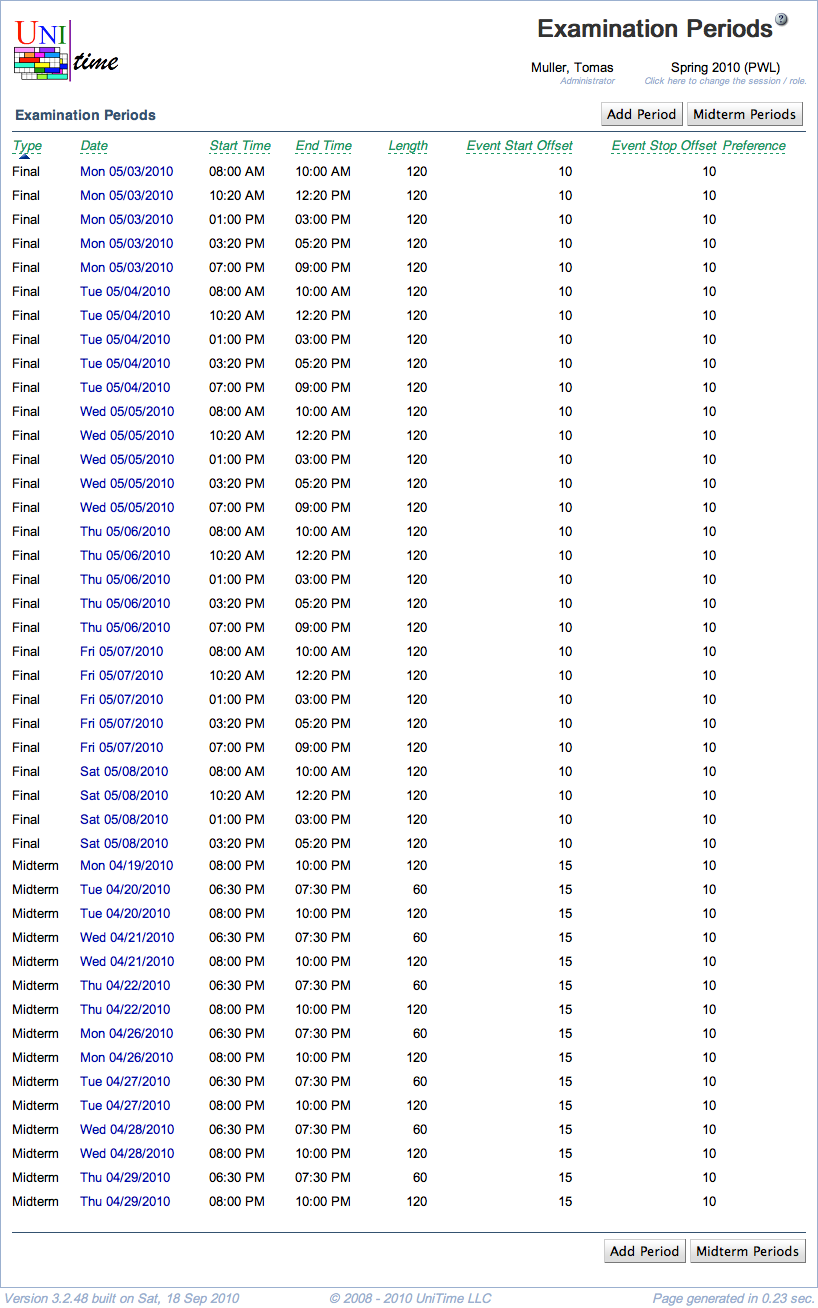 UNI
time
Examination Periods
?
Muller, Tomas Spring 2010 (PWL)
Administrator Click here to change the session / role.
Examination Periods Add Period Midterm Periods
Type Date Start Time End Time Length Event Start Offset Event Stop Offset Preference
Final Mon 05/03/2010 08:00 AM 10:00 AM 120 10 10
Final Mon 05/03/2010 10:20 AM 12:20 PM 120 10 10
Final Mon 05/03/2010 01:00 PM 03:00 PM 120 10 10
Final Mon 05/03/2010 03:20 PM 05:20 PM 120 10 10
Final Mon 05/03/2010 07:00 PM 09:00 PM 120 10 10
Final Tue 05/04/2010 08:00 AM 10:00 AM 120 10 10
Final Tue 05/04/2010 10:20 AM 12:20 PM 120 10 10
Final Tue 05/04/2010 01:00 PM 03:00 PM 120 10 10
Final Tue 05/04/2010 03:20 PM 05:20 PM 120 10 10
Final Tue 05/04/2010 07:00 PM 09:00 PM 120 10 10
Final Wed 05/05/2010 08:00 AM 10:00 AM 120 10 10
Final Wed 05/05/2010 10:20 AM 12:20 PM 120 10 10
Final Wed 05/05/2010 01:00 PM 03:00 PM 120 10 10
Final Wed 05/05/2010 03:20 PM 05:20 PM 120 10 10
Final Wed 05/05/2010 07:00 PM 09:00 PM 120 10 10
Final Thu 05/06/2010 08:00 AM 10:00 AM 120 10 10
Final Thu 05/06/2010 10:20 AM 12:20 PM 120 10 10
Final Thu 05/06/2010 01:00 PM 03:00 PM 120 10 10
Final Thu 05/06/2010 03:20 PM 05:20 PM 120 10 10
Final Thu 05/06/2010 07:00 PM 09:00 PM 120 10 10
Final Fri 05/07/2010 08:00 AM 10:00 AM 120 10 10
Final Fri 05/07/2010 10:20 AM 12:20 PM 120 10 10
Final Fri 05/07/2010 01:00 PM 03:00 PM 120 10 10
Final Fri 05/07/2010 03:20 PM 05:20 PM 120 10 10
Final Fri 05/07/2010 07:00 PM 09:00 PM 120 10 10
Final Sat 05/08/2010 08:00 AM 10:00 AM 120 10 10
Final Sat 05/08/2010 10:20 AM 12:20 PM 120 10 10
Final Sat 05/08/2010 01:00 PM 03:00 PM 120 10 10
Final Sat 05/08/2010 03:20 PM 05:20 PM 120 10 10
Midterm Mon 04/19/2010 08:00 PM 10:00 PM 120 15 10
Midterm Tue 04/20/2010 06:30 PM 07:30 PM 60 15 10
Midterm Tue 04/20/2010 08:00 PM 10:00 PM 120 15 10
Midterm Wed 04/21/2010 06:30 PM 07:30 PM 60 15 10
Midterm Wed 04/21/2010 08:00 PM 10:00 PM 120 15 10
Midterm Thu 04/22/2010 06:30 PM 07:30 PM 60 15 10
Midterm Thu 04/22/2010 08:00 PM 10:00 PM 120 15 10
Midterm Mon 04/26/2010 06:30 PM 07:30 PM 60 15 10
Midterm Mon 04/26/2010 08:00 PM 10:00 PM 120 15 10
Midterm Tue 04/27/2010 06:30 PM 07:30 PM 60 15 10
Midterm Tue 04/27/2010 08:00 PM 10:00 PM 120 15 10
Midterm Wed 04/28/2010 06:30 PM 07:30 PM 60 15 10
Midterm Wed 04/28/2010 08:00 PM 10:00 PM 120 15 10
Midterm Thu 04/29/2010 06:30 PM 07:30 PM 60 15 10
Midterm Thu 04/29/2010 08:00 PM 10:00 PM 120 15 10
Add Period Midterm Periods
Version 3.2.48 built on Sat, 18 Sep 2010 © 2008 - 2010 UniTime LLC Page generated in 0.23 sec.